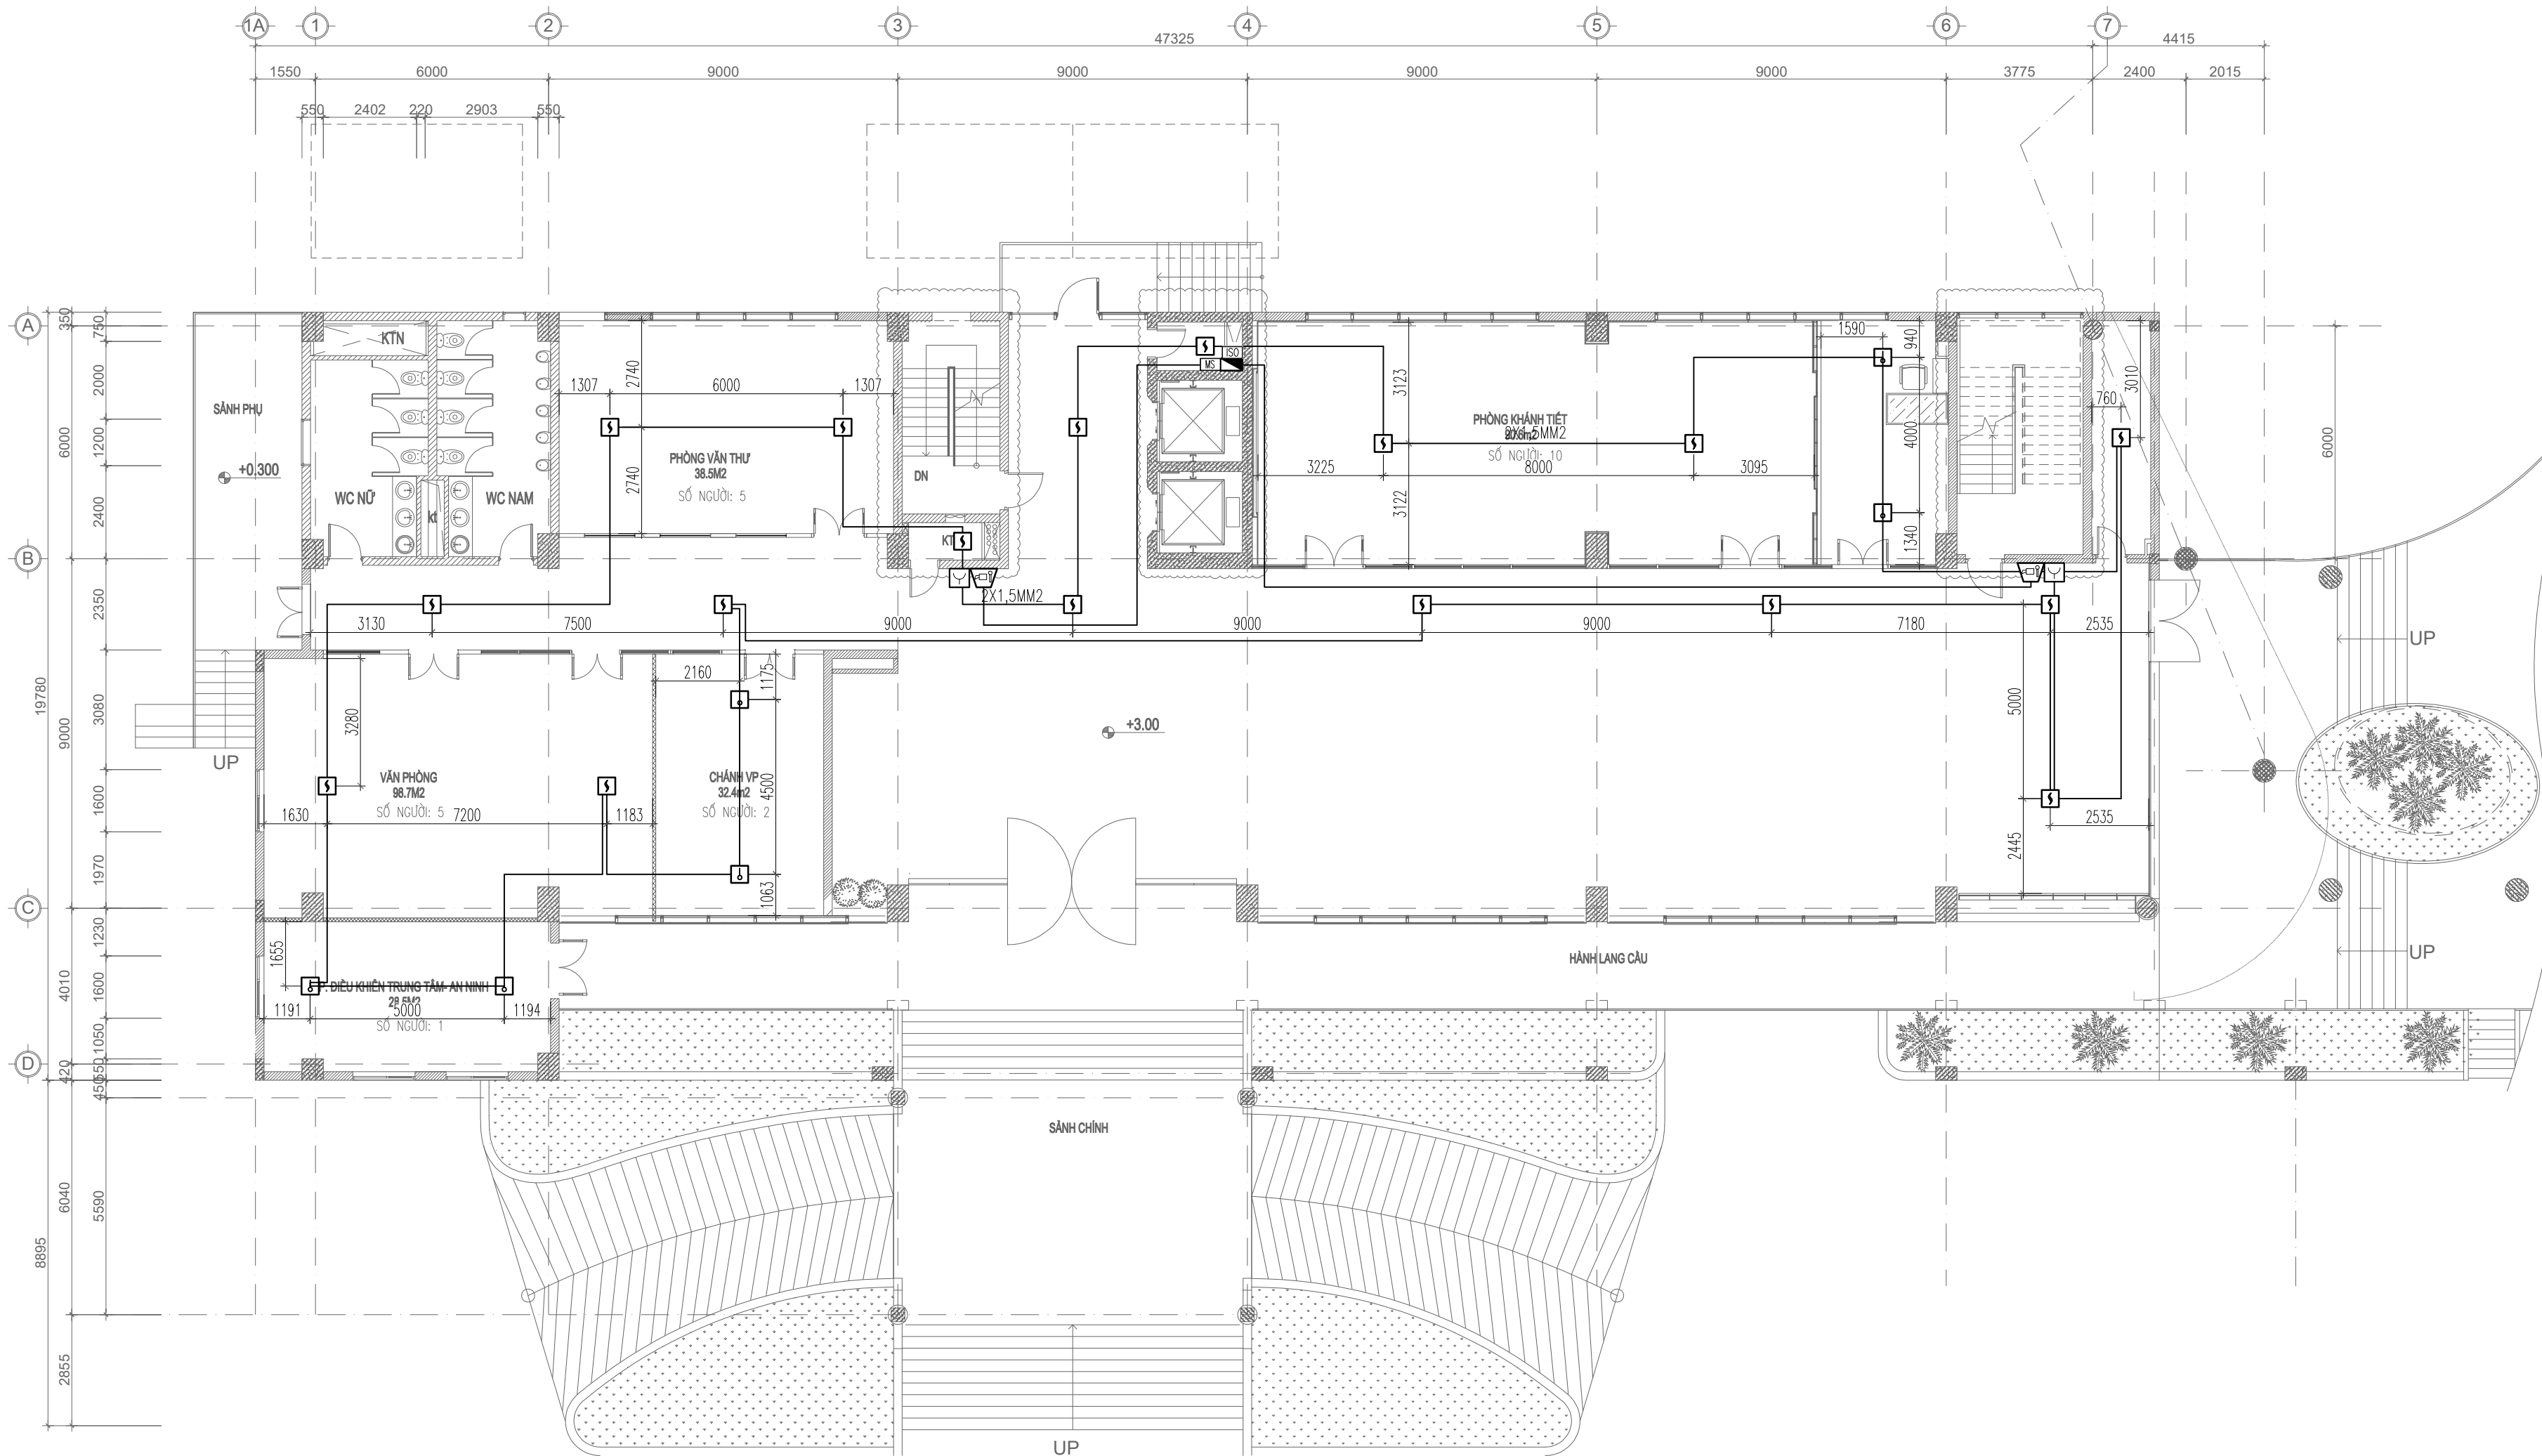 1A 1 2 3 4 5 6 7
47325 4415
1550 6000 9000 9000 9000 9000 3775 2400 2015
550 2402 220 2903 550
A
B
C
D
350
6000
9000
4010
420
6040
2855
19780
8895
750
2000
1200
2400
2350
3080
1600
1970
1230
1600
1050
550
450
5590
SẢNH PHỤ
+0.300
KTN
WC NỮ
WC NAM
kt
UP
1307 6000 1307
2740
2740
PHÒNG VĂN THƯ
38.5M2
SỐ NGƯỜI: 5
DN
2X1,5MM2
ISO
MS
3123
3122
PHÒNG KHÁNH TIẾT
2X1,5MM2
SỐ NGƯỜI: 10
3225 8000 3095
1590
940
4000
1340
760
3010
6000
3130 7500 9000 9000 9000 7180 2535
UP
UP
2160
1175
4500
1063
3280
VĂN PHÒNG
98.7M2
SỐ NGƯỜI: 5
1630 7200 1183
CHÁNH VP
32.4m2
SỐ NGƯỜI: 2
+3.00
5000
2535
2445
1655
P. ĐIỀU KHIỂN TRUNG TÂM- AN NINH
28.5M2
1191 5000 1194
SỐ NGƯỜI: 1
HÀNH LANG CẦU
SẢNH CHÍNH
UP